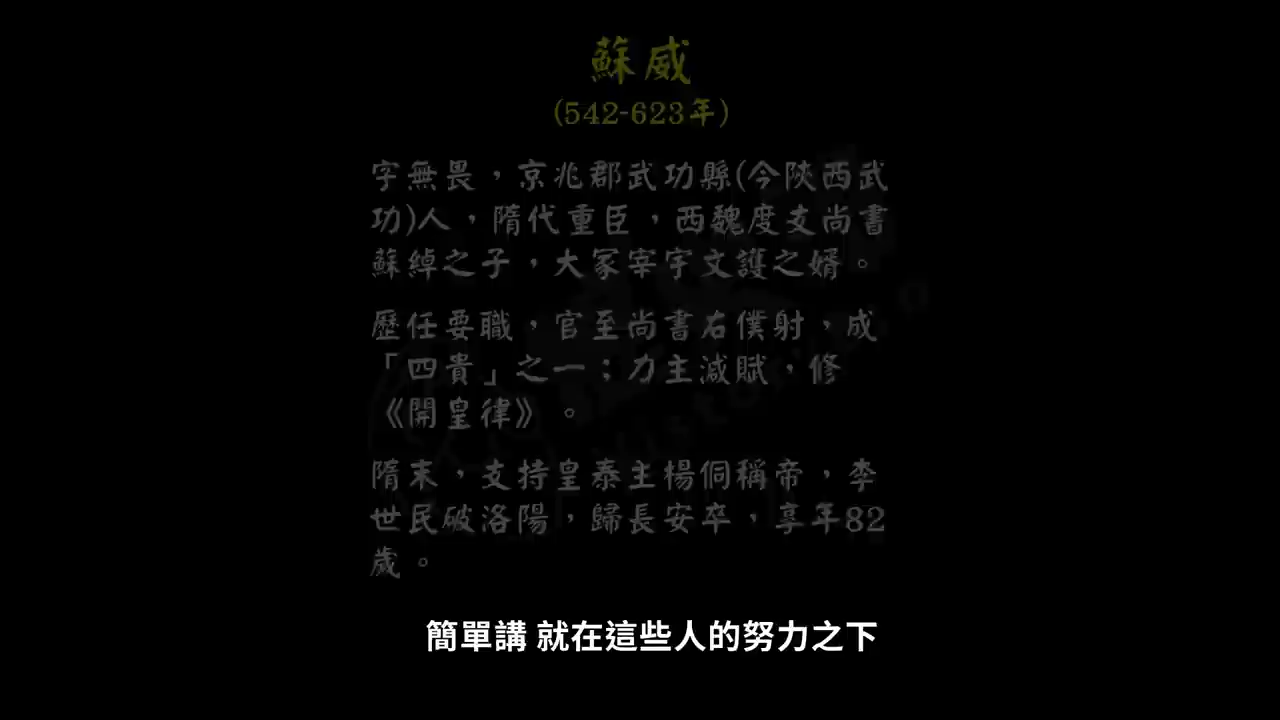 蘇威
(542-623年)
字無畏，京兆郡武功縣(今陝西武
功)人，隋代重臣，西魏度支尚書
蘇綽之子，大冢宰宇文護之婿。
歷任要職，官至尚書右僕射，成
「四貴」之一；力主減賦，修
《開皇律》。
隋末，支持皇泰主楊侗稱帝，李
世民破洛陽，歸長安卒，享年82
歲。
簡單講 就在這些人的努力之下